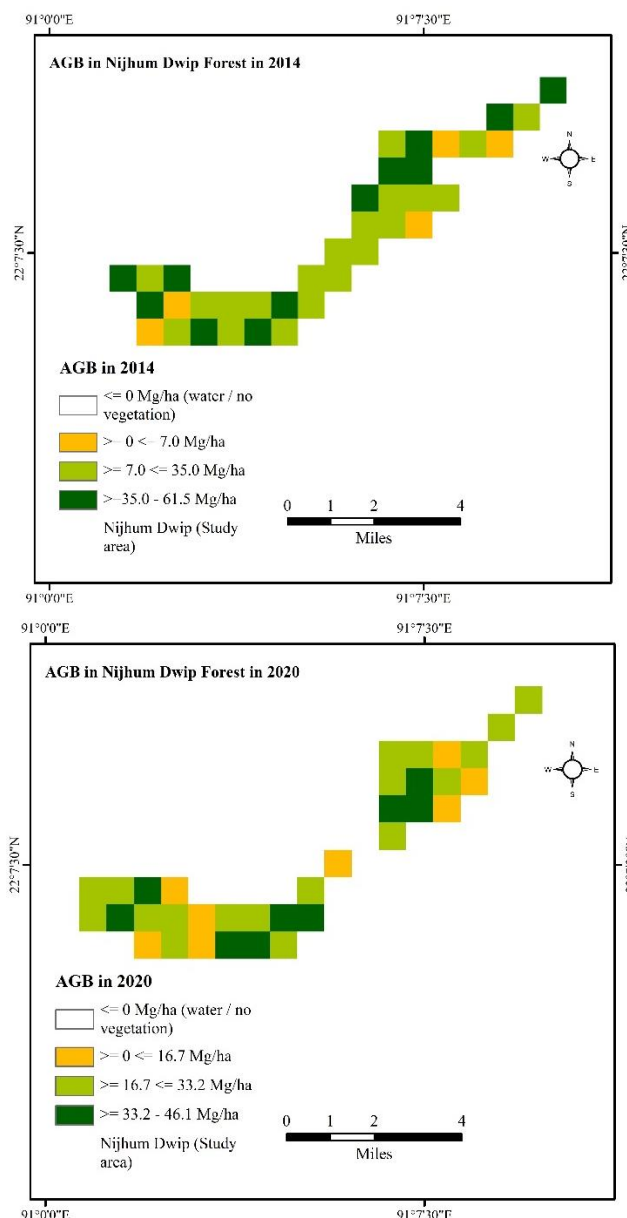 91°0'0"E 91°7'30"E
AGB in Nijhum Dwip Forest in 2014
N
W E
S
22°7'30"N 22°7'30"N
AGB in 2014
<= 0 Mg/ha (water / no
vegetation)
>= 0 <= 7.0 Mg/ha
>= 7.0 <= 35.0 Mg/ha
>=35.0 - 61.5 Mg/ha
Nijhum Dwip (Study
area)
0 1 2 4
Miles
91°0'0"E 91°7'30"E
91°0'0"E 91°7'30"E
AGB in Nijhum Dwip Forest in 2020
N
W E
S
22°7'30"N 22°7'30"N
AGB in 2020
<= 0 Mg/ha (water / no
vegetation)
>= 0 <= 16.7 Mg/ha
>= 16.7 <= 33.2 Mg/ha
>= 33.2 - 46.1 Mg/ha
Nijhum Dwip (Study
area)
0 1 2 4
Miles
91°0'0"E 91°7'30"E